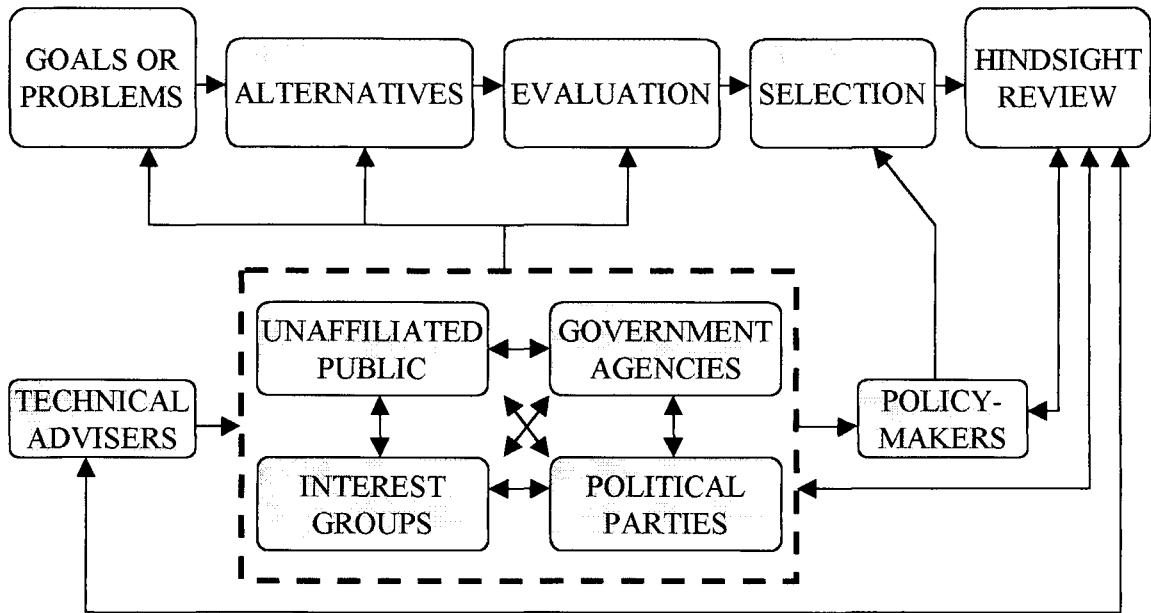 GOALS OR
PROBLEMS
ALTERNATIVES
EVALUATION
SELECTION
HINDSIGHT
REVIEW
UNAFFILIATED
PUBLIC
GOVERNMENT
AGENCIES
TECHNICAL
ADVISERS
POLICY-
MAKERS
INTEREST
GROUPS
POLITICAL
PARTIES